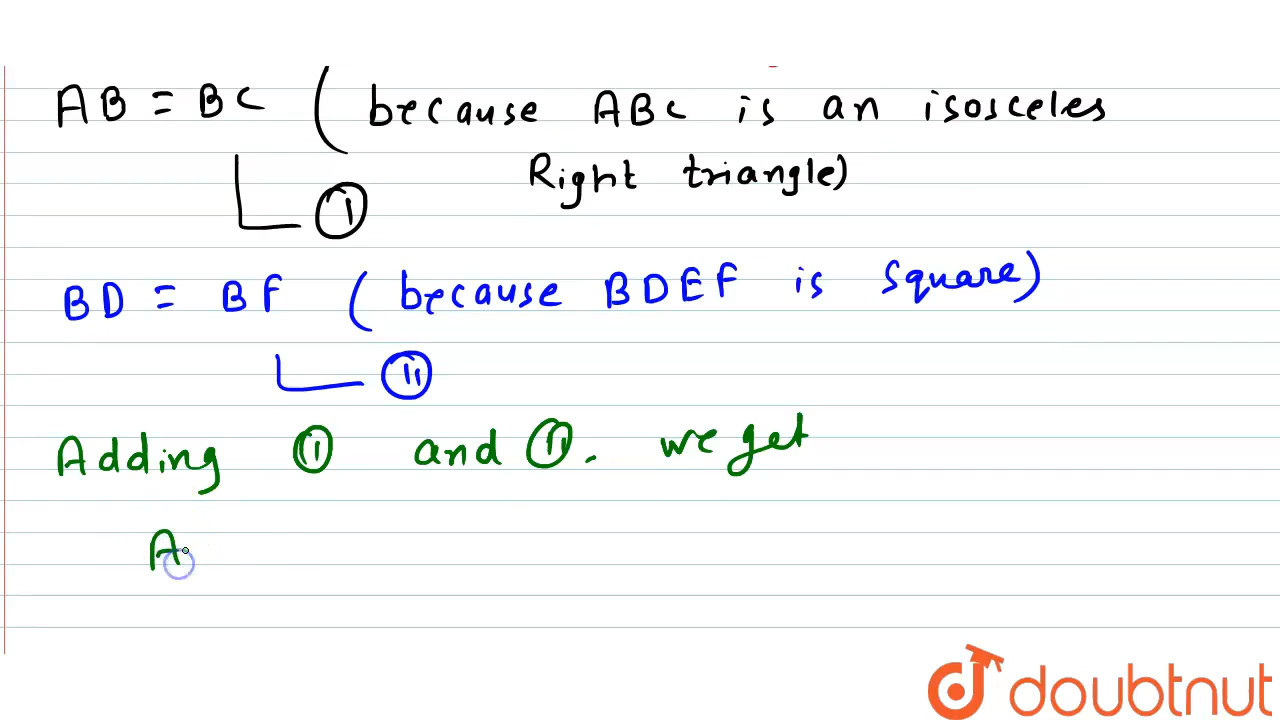 AB = BC ( because ABC is an isosceles
Right triangle)
I
BD = BF ( because BDEF is square)
II
Adding I and II. we get
A
doubtnut